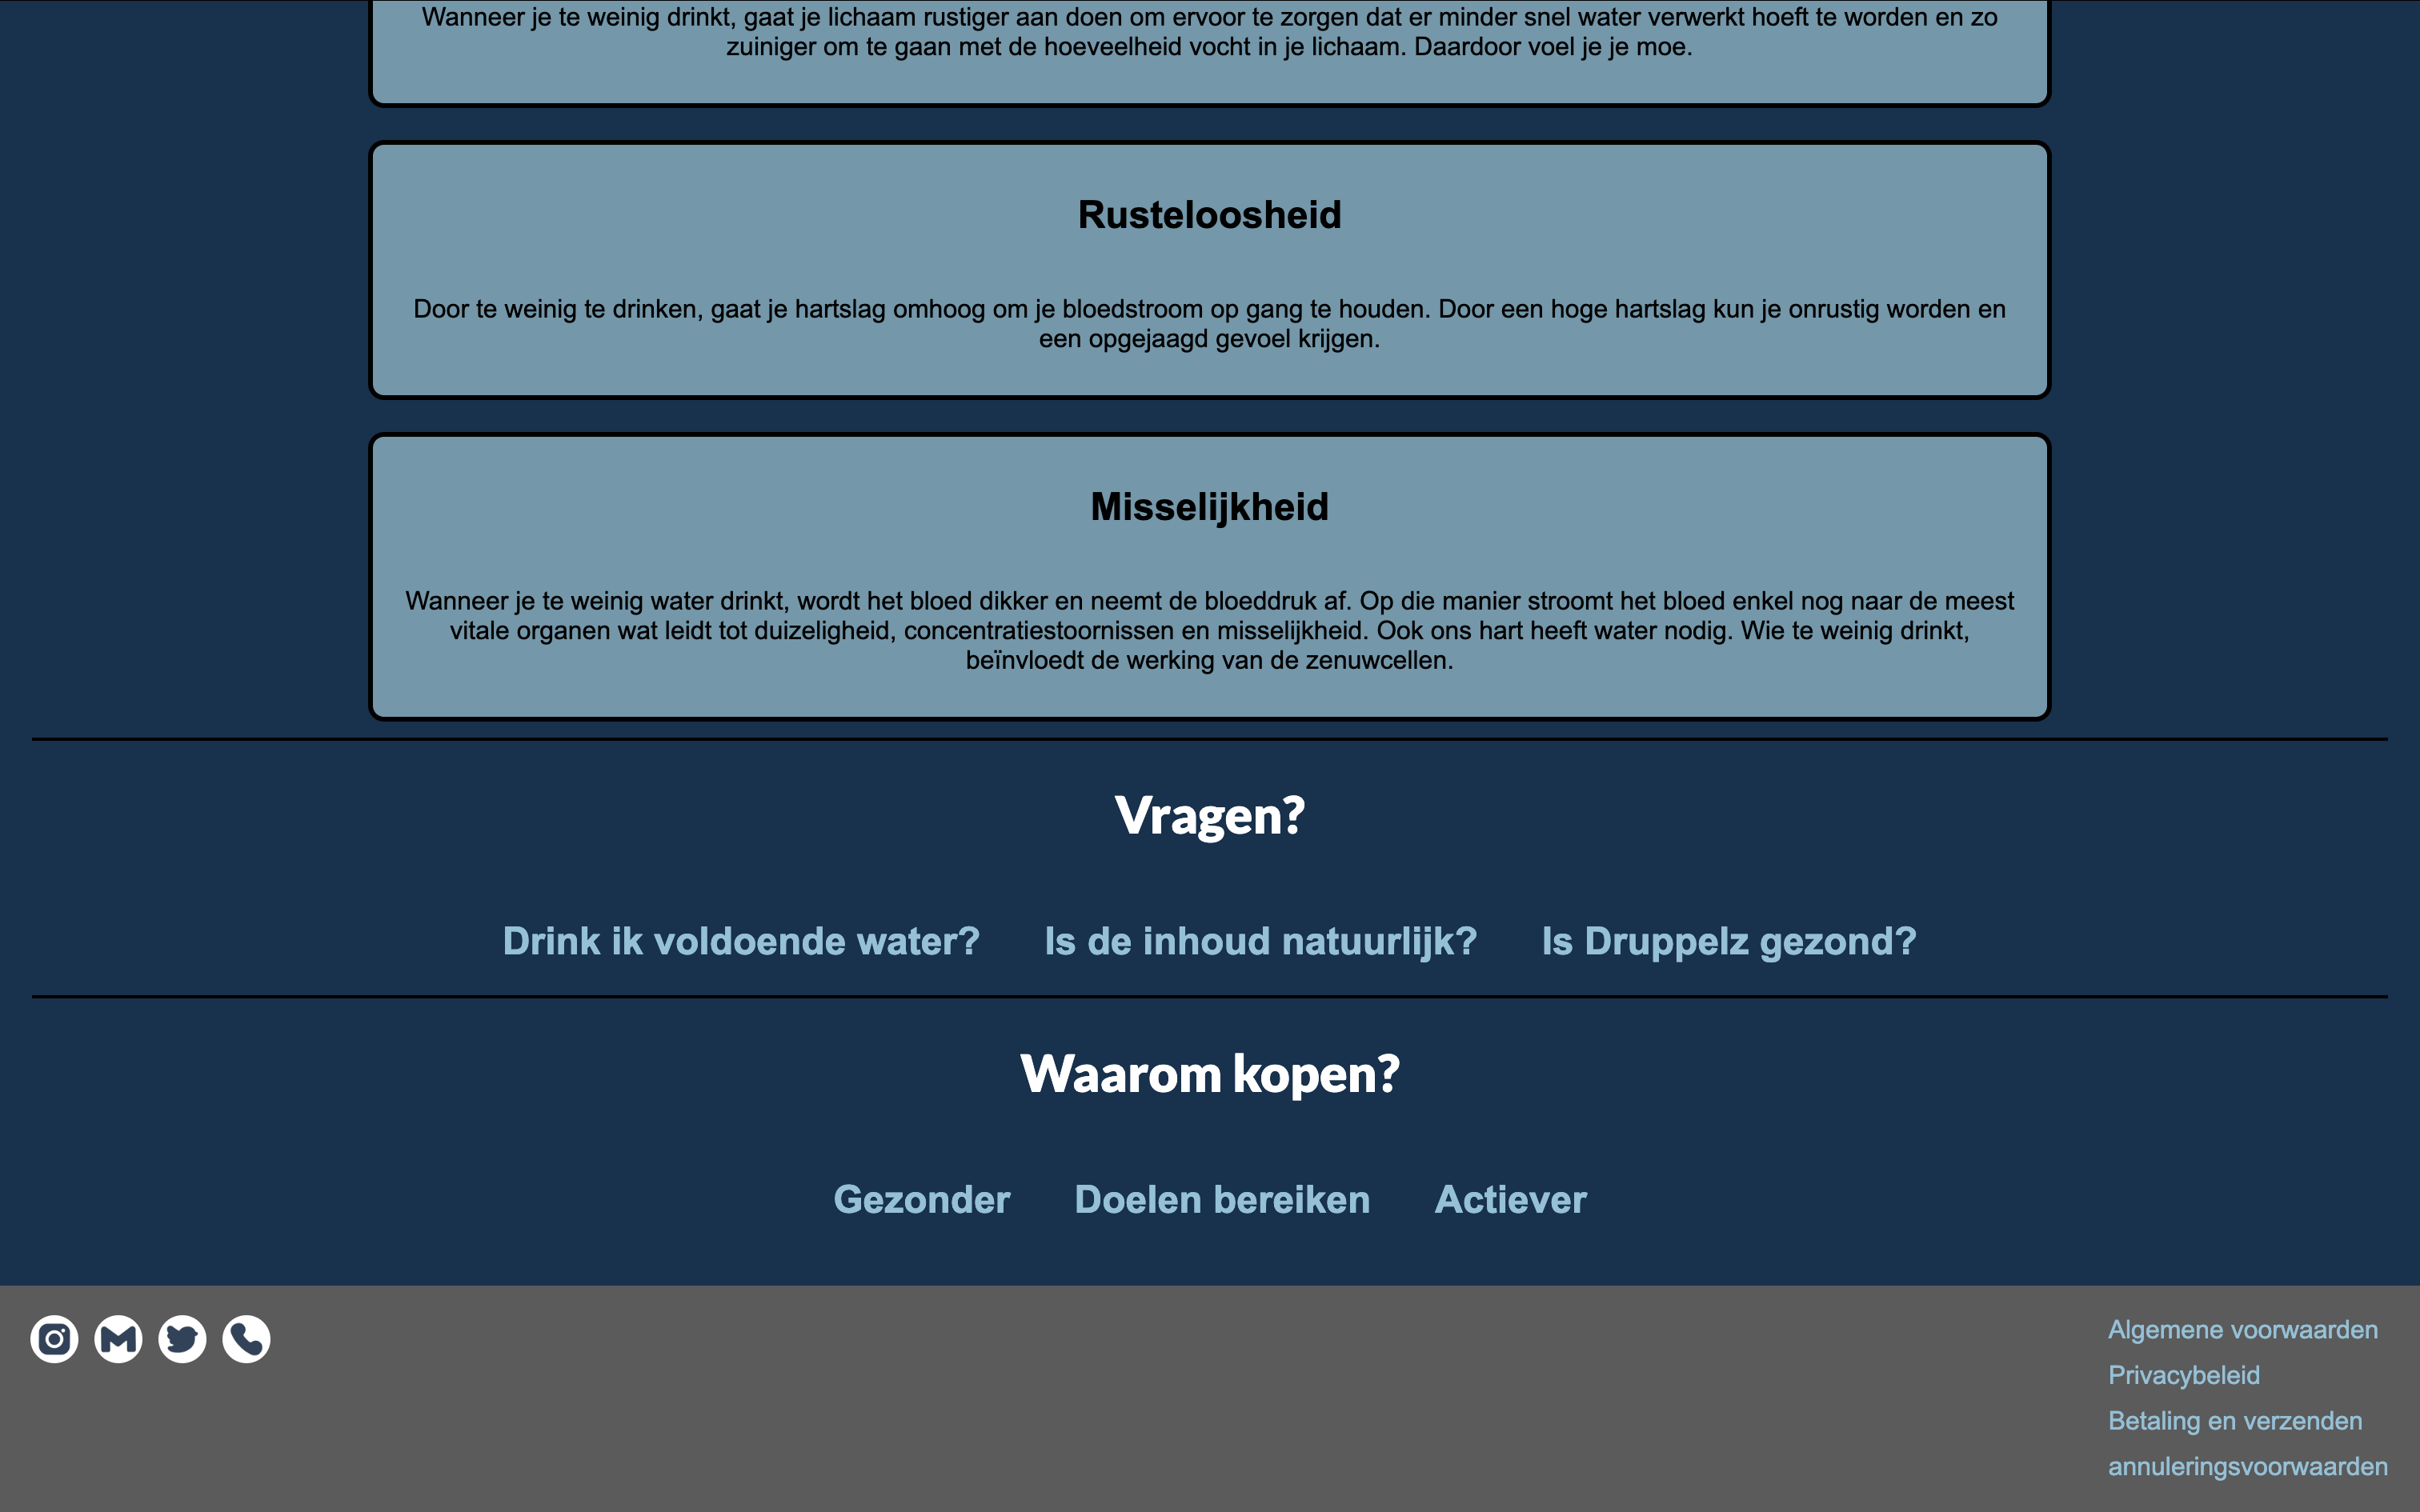 Wanneer je te weinig drinkt, gaat je lichaam rustiger aan doen om ervoor te zorgen dat er minder snel water verwerkt hoeft te worden en zo
zuiniger om te gaan met de hoeveelheid vocht in je lichaam. Daardoor voel je je moe.
Rusteloosheid
Door te weinig te drinken, gaat je hartslag omhoog om je bloedstroom op gang te houden. Door een hoge hartslag kun je onrustig worden en
een opgejaagd gevoel krijgen.
Misselijkheid
Wanneer je te weinig water drinkt, wordt het bloed dikker en neemt de bloeddruk af. Op die manier stroomt het bloed enkel nog naar de meest
vitale organen wat leidt tot duizeligheid, concentratiestoornissen en misselijkheid. Ook ons hart heeft water nodig. Wie te weinig drinkt,
beïnvloedt de werking van de zenuwcellen.
Vragen?
Drink ik voldoende water? Is de inhoud natuurlijk? Is Druppelz gezond?
Waarom kopen?
Gezonder Doelen bereiken Actiever
Algemene voorwaarden
Privacybeleid
Betaling en verzenden
annuleringsvoorwaarden